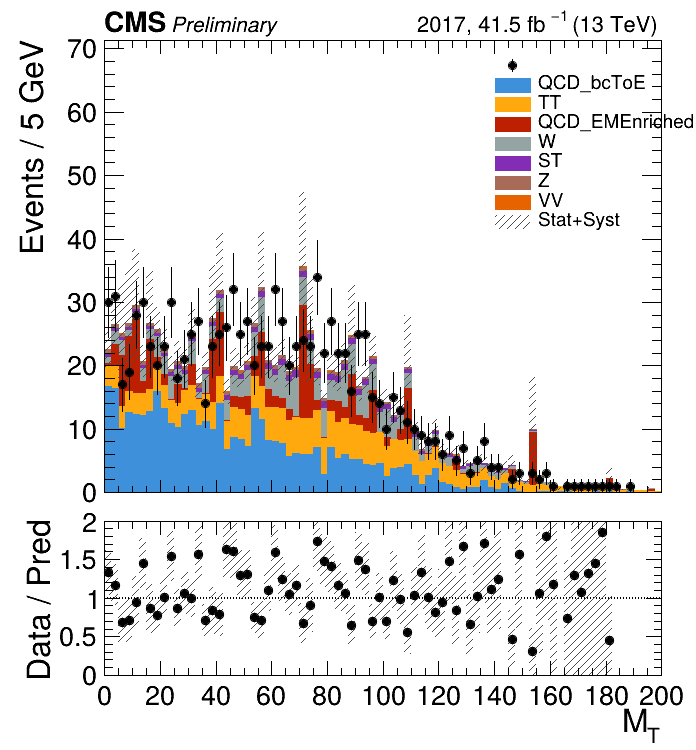 CMS Preliminary 2017, 41.5 fb⁻¹ (13 TeV)
Events / 5 GeV
70
60
50
40
30
20
10
0
QCD_bcToE
TT
QCD_EMEnriched
W
ST
Z
VV
Stat+Syst
Data / Pred
2
1.5
1
0.5
0
0 20 40 60 80 100 120 140 160 180 200
M_T